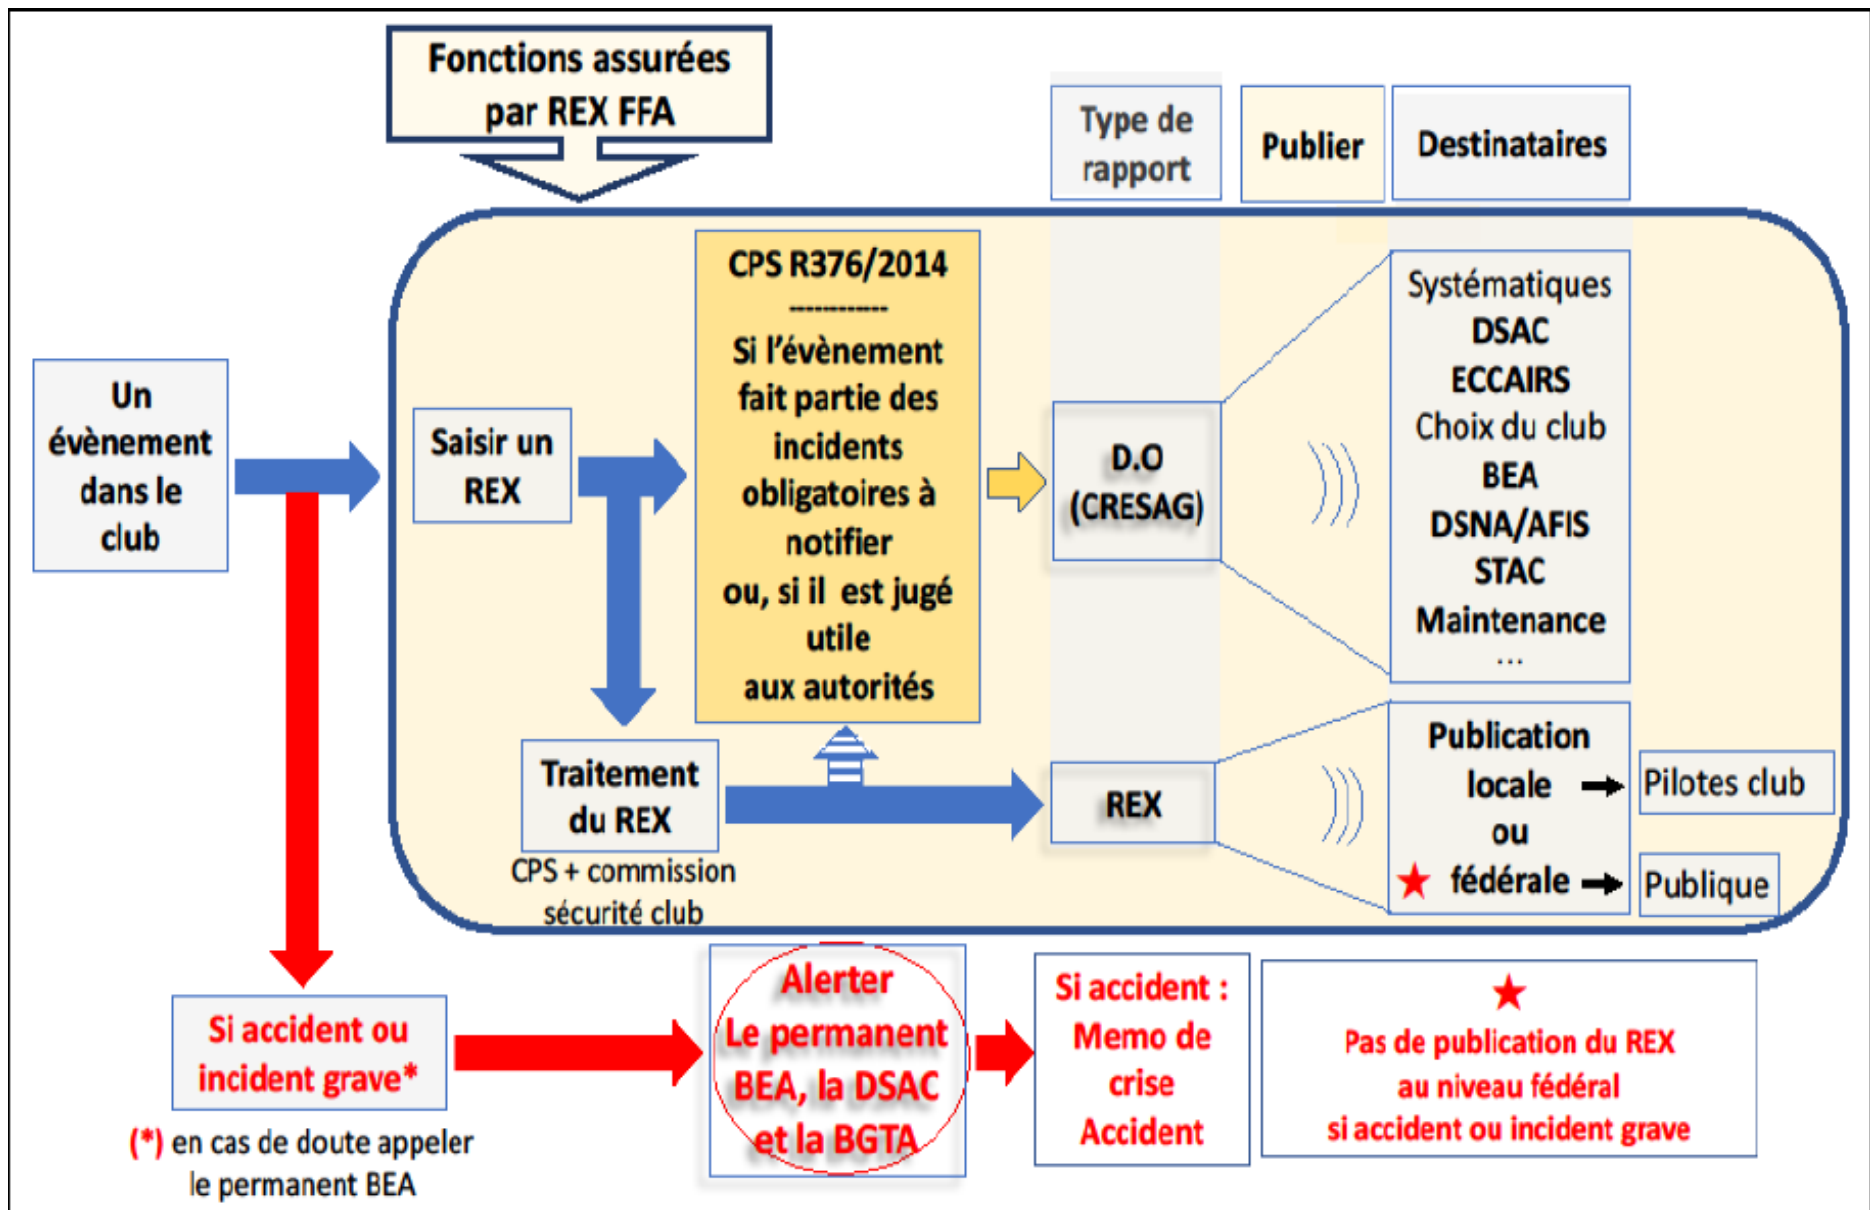 Fonctions assurées
par REX FFA
Type de
rapport
Publier
Destinataires
Un
évènement
dans le
club
Saisir un
REX
CPS R376/2014
------------
Si l'évènement
fait partie des
incidents
obligatoires à
notifier
ou, si il est jugé
utile
aux autorités
D.O
(CRESAG)
Systématiques
DSAC
ECCAIRS
Choix du club
BEA
DSNA/AFIS
STAC
Maintenance
...
Traitement
du REX
CPS + commission
sécurité club
REX
Publication
locale
ou
fédérale
Pilotes club
Publique
Si accident ou
incident grave*
(*) en cas de doute appeler
le permanent BEA
Alerter
Le permanent
BEA, la DSAC
et la BGTA
Si accident :
Memo de
crise
Accident
Pas de publication du REX
au niveau fédéral
si accident ou incident grave